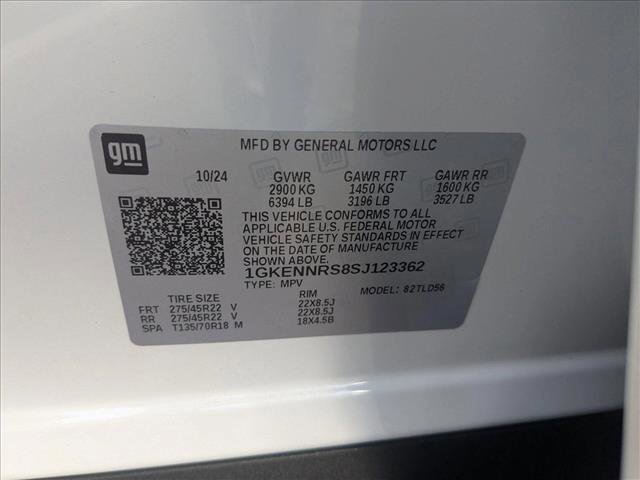 gm
MFD BY GENERAL MOTORS LLC
10/24 GVWR GAWR FRT GAWR RR
2900 KG 1450 KG 1600 KG
6394 LB 3196 LB 3527 LB
THIS VEHICLE CONFORMS TO ALL
APPLICABLE U.S. FEDERAL MOTOR
VEHICLE SAFETY STANDARDS IN EFFECT
ON THE DATE OF MANUFACTURE
SHOWN ABOVE.
1GKENNRS8SJ123362
TYPE: MPV MODEL: 82TLD56
TIRE SIZE RIM
FRT 275/45R22 V 22X8.5J
RR 275/45R22 V 22X8.5J
SPA T135/70R18 M 18X4.5B